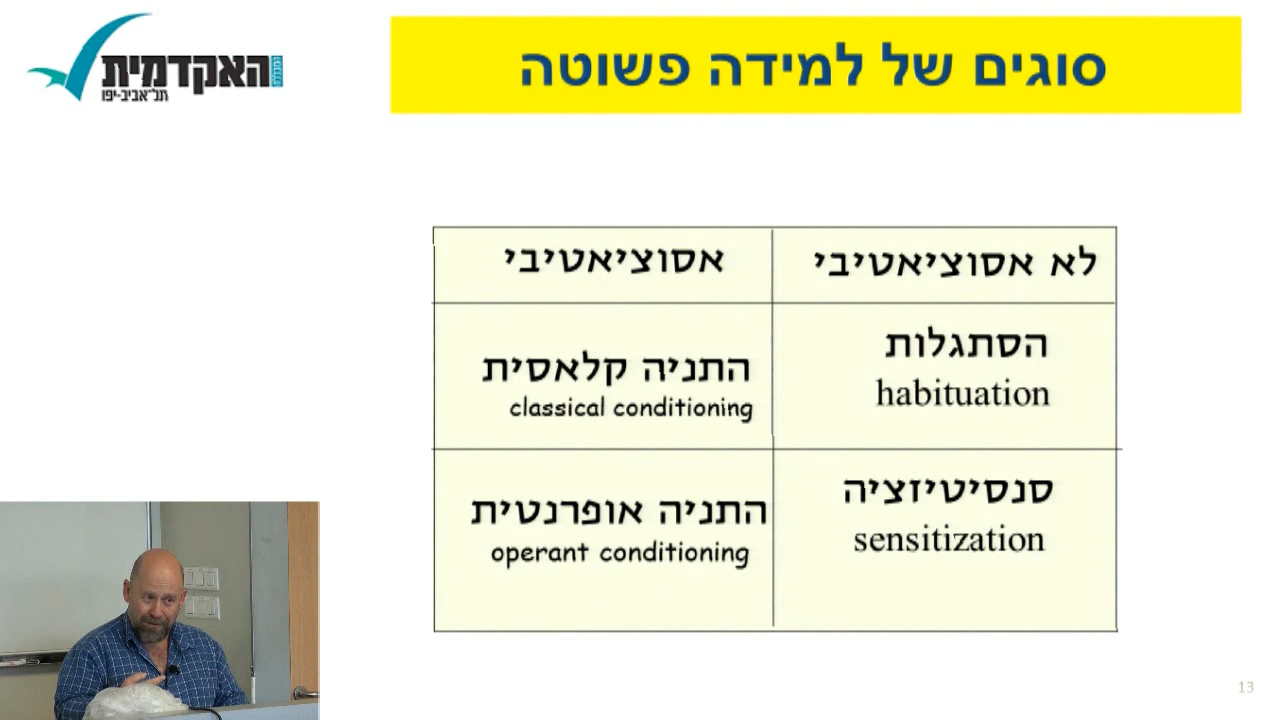 האקדמית
תל־אביב-יפו
סוגים של למידה פשוטה
לא אסוציאטיבי
אסוציאטיבי
הסתגלות
habituation
התניה קלאסית
classical conditioning
סנסיטיזציה
sensitization
התניה אופרנטית
operant conditioning
13